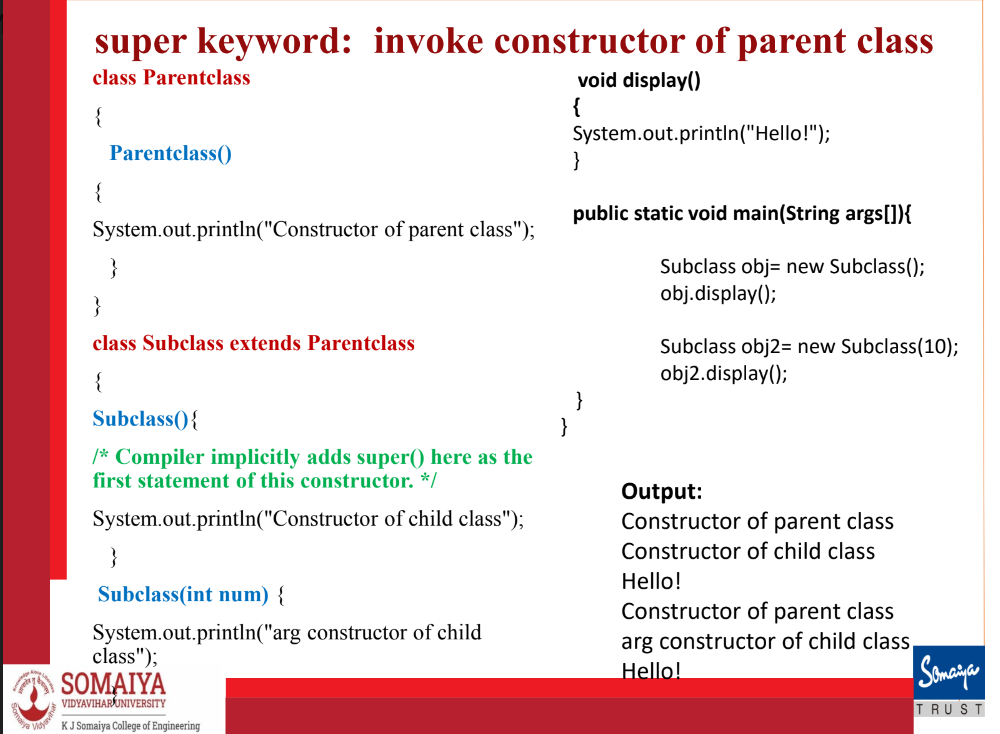 super keyword: invoke constructor of parent class
class Parentclass
{
Parentclass()
{
System.out.println("Constructor of parent class");
}
}
class Subclass extends Parentclass
{
Subclass(){
/* Compiler implicitly adds super() here as the
first statement of this constructor. */
System.out.println("Constructor of child class");
}
Subclass(int num) {
System.out.println("arg constructor of child
class");
}
void display()
{
System.out.println("Hello!");
}
public static void main(String args[]){
Subclass obj= new Subclass();
obj.display();
Subclass obj2= new Subclass(10);
obj2.display();
}
}
Output:
Constructor of parent class
Constructor of child class
Hello!
Constructor of parent class
arg constructor of child class
Hello!
SOMAIYA
VIDYAVIHAR UNIVERSITY
K J Somaiya College of Engineering
Somaiya
TRUST